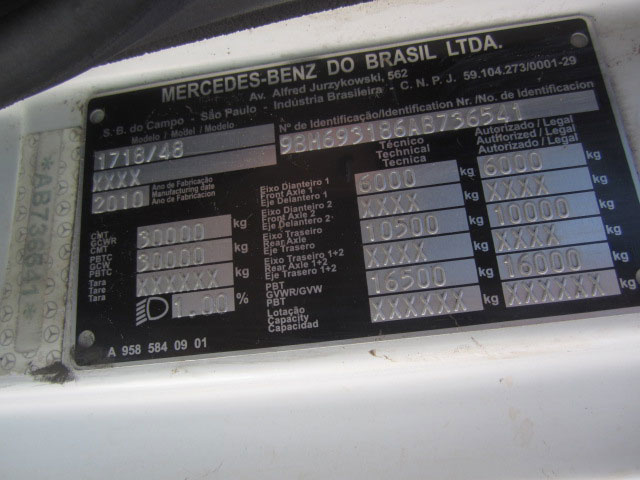 MERCEDES-BENZ DO BRASIL LTDA.
Av. Alfred Jurzykowski, 562
S. B. do Campo - São Paulo - Indústria Brasileira - C. N. P. J. 59.104.273/0001-29
Modelo / Model / Modelo
Nº de Identificação/Identification Nr. /No. de Identificacion
1718/48
9BM693186AB736541
XXXX
Técnico
Technical
Tecnica
Autorizado / Legal
Authorized / Legal
Autorizado / Legal
2010
Ano de Fabricação
Manufacturing date
Ano de Fabricacion
Eixo Dianteiro 1
Front Axle 1
Eje Delantero 1
6000 kg 6000 kg
Eixo Dianteiro 2
Front Axle 2
Eje Delantero 2
XXXX kg XXXX kg
CMT
GCWR
CMT
30000 kg
Eixo Traseiro
Rear Axle
Eje Trasero
10500 kg 10000 kg
PBTC
GCW
PBTC
30000 kg
Eixo Traseiro 1+2
Rear Axle 1+2
Eje Trasero 1+2
XXXX kg XXXX kg
Tara
Tare
Tara
XXXXXX kg
PBT
GVWR/GVW
PBT
16500 kg 16000 kg
1.00 %
Lotação
Capacity
Capacidad
XXXXXX kg XXXXXX kg
A 958 584 09 01
*AB7